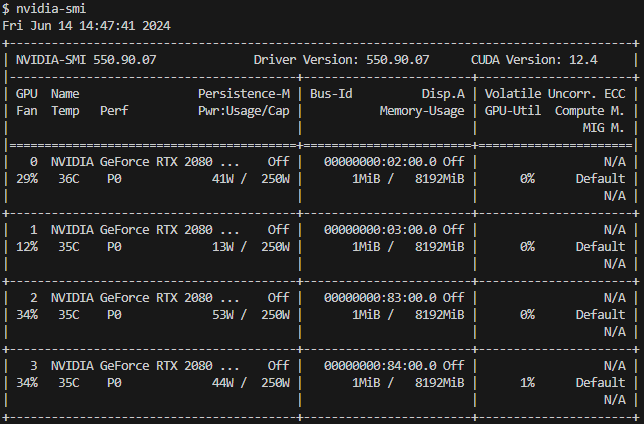 $ nvidia-smi
Fri Jun 14 14:47:41 2024
+-----------------------------------------------------------------------------------------+
| NVIDIA-SMI 550.90.07              Driver Version: 550.90.07      CUDA Version: 12.4     |
|-----------------------------------------+------------------------+----------------------+
| GPU  Name                 Persistence-M | Bus-Id          Disp.A | Volatile Uncorr. ECC |
| Fan  Temp   Perf          Pwr:Usage/Cap |           Memory-Usage | GPU-Util  Compute M. |
|                                         |                        |               MIG M. |
|=========================================+========================+======================|
|   0  NVIDIA GeForce RTX 2080 ...    Off |   00000000:02:00.0 Off |                  N/A |
| 29%   36C    P0              41W / 250W |       1MiB /   8192MiB |      0%      Default |
|                                         |                        |                  N/A |
+-----------------------------------------+------------------------+----------------------+
|   1  NVIDIA GeForce RTX 2080 ...    Off |   00000000:03:00.0 Off |                  N/A |
| 12%   35C    P0              13W / 250W |       1MiB /   8192MiB |      0%      Default |
|                                         |                        |                  N/A |
+-----------------------------------------+------------------------+----------------------+
|   2  NVIDIA GeForce RTX 2080 ...    Off |   00000000:83:00.0 Off |                  N/A |
| 34%   35C    P0              53W / 250W |       1MiB /   8192MiB |      0%      Default |
|                                         |                        |                  N/A |
+-----------------------------------------+------------------------+----------------------+
|   3  NVIDIA GeForce RTX 2080 ...    Off |   00000000:84:00.0 Off |                  N/A |
| 34%   35C    P0              44W / 250W |       1MiB /   8192MiB |      1%      Default |
|                                         |                        |                  N/A |
+-----------------------------------------+------------------------+----------------------+